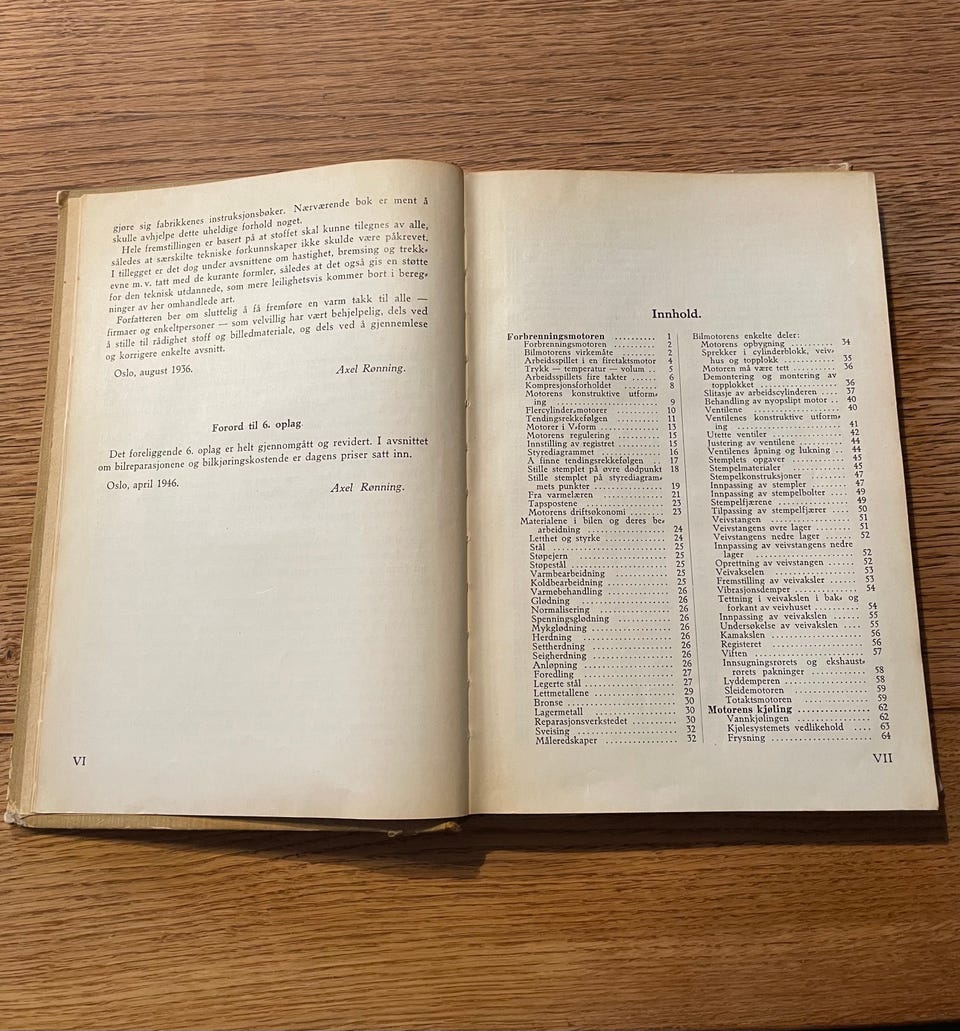 gjøre sig fabrikkenes instruksjonsbøker. Nærværende bok er ment å
skulle avhjelpe dette uheldige forhold noget.
Hele fremstillingen er basert på at stoffet skal kunne tilegnes av alle,
således at særskilte tekniske forkunnskaper ikke skulde være påkrevet.
I tillegget er det dog under avsnittene om hastighet, bremsing og trekk-
evne m. v. tatt med de kurante formler, således at det også gis en støtte
for den teknisk utdannede, som mere leilighetsvis kommer bort i bereg-
ninger av her omhandlede art.
Forfatteren ber om sluttelig å få fremføre en varm takk til alle —
firmaer og enkeltpersoner — som velvillig har vært behjelpelig, dels ved
å stille til rådighet stoff og billedmateriale, og dels ved å gjennemlese
og korrigere enkelte avsnitt.
Oslo, august 1936. Axel Rønning.
Forord til 6. oplag.
Det foreliggende 6. oplag er helt gjennomgått og revidert. I avsnittet
om bilreparasjonene og bilkjøringskostende er dagens priser satt inn.
Oslo, april 1946. Axel Rønning.
VI
Innhold.
Forbrenningsmotoren .......... 1
Forbrenningsmotoren ...... 2
Bilmotorens virkemåte ...... 2
Arbeidsspillet i en firetaktsmotor 4
Trykk — temperatur — volum .. 5
Arbeidsspillets fire takter ..... 6
Kompresjonsforholdet ....... 8
Motorens konstruktive utform-
ing ...................... 9
Flercylinder-motorer ....... 10
Tendingsrekkefølgen ....... 11
Motorer i V-form .......... 13
Motorens regulering ........ 15
Innstilling av registret ..... 15
Styrediagrammet .......... 16
Å finne tendingsrekkefølgen .. 17
Stille stemplet på øvre dødpunkt 18
Stille stemplet på styrediagram-
mets punkter ............ 19
Fra varmelæren ............ 21
Tapspostene .............. 23
Motorens driftsøkonomi ..... 23
Materialene i bilen og deres be-
arbeidning ............... 24
Letthet og styrke .......... 24
Stål .................... 25
Støpejern ................ 25
Støpestål ................ 25
Varmbearbeidning ......... 25
Koldbearbeidning .......... 25
Varmebehandling .......... 26
Glødning ................ 26
Normalisering ............ 26
Spenningsglødning ........ 26
Mykglødning ............. 26
Herdning ................ 26
Settherdning ............. 26
Seigherdning ............. 26
Anløpning ............... 26
Foredling ................ 27
Legerte stål .............. 27
Lettmetallene ............. 29
Bronse .................. 30
Lagermetall .............. 30
Reparasjonsverkstedet ....... 30
Sveising ................. 32
Måleredskaper ............ 32
Bilmotorens enkelte deler:
Motorens opbygning ........ 34
Sprekker i cylinderblokk, veiv-
hus og topplokk .......... 35
Motoren må være tett ........ 36
Demontering og montering av
topplokket ............... 36
Slitasje av arbeidscylinderen .... 37
Behandling av nyopslipt motor .. 40
Ventilene ................. 40
Ventilenes konstruktive utform-
ing ..................... 41
Utette ventiler ............. 42
Justering av ventilene ........ 44
Ventilenes åpning og lukning .. 44
Stemplets opgaver .......... 45
Stempelmaterialer ........... 45
Stempelkonstruksjoner ....... 47
Innpassing av stempler ....... 47
Innpassing av stempelbolter ... 49
Stempelfjærene ............. 49
Tilpassing av stempelfjærer .... 50
Veivstangen ............... 51
Veivstangens øvre lager ...... 51
Veivstangens nedre lager ..... 52
Innpassing av veivstangens nedre
lager ................... 52
Oprettning av veivstangen .... 52
Veivakselen ............... 53
Fremstilling av veivaksler ..... 53
Vibrasjonsdemper ........... 54
Tettning i veivakslen i bak- og
forkant av veivhuset ....... 54
Innpassing av veivakslen ..... 55
Undersøkelse av veivakslen ... 55
Kamakslen ................ 56
Registeret ................. 56
Viften .................... 57
Innsugningsrørets og ekshaust-
rørets pakninger .......... 58
Lyddemperen .............. 58
Sleidemotoren .............. 59
Totaktsmotoren ............. 59
Motorens kjøling ............. 62
Vannkjølingen .............. 62
Kjølesystemets vedlikehold .... 63
Frysning .................. 64
VII